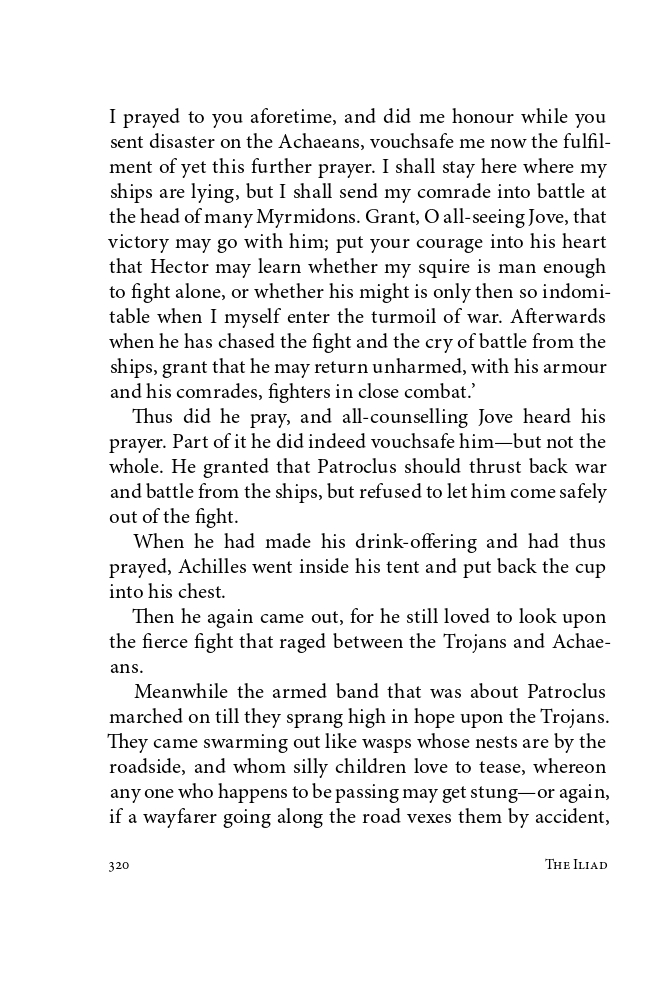 I prayed to you aforetime, and did me honour while you
sent disaster on the Achaeans, vouchsafe me now the fulfil-
ment of yet this further prayer. I shall stay here where my
ships are lying, but I shall send my comrade into battle at
the head of many Myrmidons. Grant, O all-seeing Jove, that
victory may go with him; put your courage into his heart
that Hector may learn whether my squire is man enough
to fight alone, or whether his might is only then so indomi-
table when I myself enter the turmoil of war. Afterwards
when he has chased the fight and the cry of battle from the
ships, grant that he may return unharmed, with his armour
and his comrades, fighters in close combat.’
Thus did he pray, and all-counselling Jove heard his
prayer. Part of it he did indeed vouchsafe him—but not the
whole. He granted that Patroclus should thrust back war
and battle from the ships, but refused to let him come safely
out of the fight.
When he had made his drink-offering and had thus
prayed, Achilles went inside his tent and put back the cup
into his chest.
Then he again came out, for he still loved to look upon
the fierce fight that raged between the Trojans and Achae-
ans.
Meanwhile the armed band that was about Patroclus
marched on till they sprang high in hope upon the Trojans.
They came swarming out like wasps whose nests are by the
roadside, and whom silly children love to tease, whereon
any one who happens to be passing may get stung—or again,
if a wayfarer going along the road vexes them by accident,
320 The Iliad